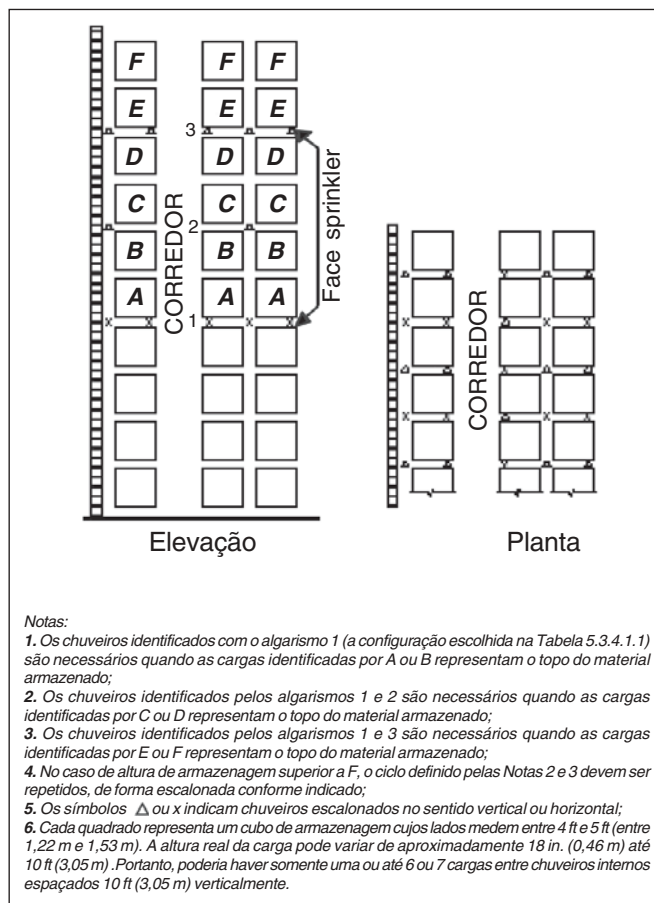 F F F
E E E
3
D D D
C C C
2
B B B
A A A
1
CORREDOR
Face sprinkler
CORREDOR
Elevação
Planta
Notas:
1. Os chuveiros identificados com o algarismo 1 (a configuração escolhida na Tabela 5.3.4.1.1)
são necessários quando as cargas identificadas por A ou B representam o topo do material
armazenado;
2. Os chuveiros identificados pelos algarismos 1 e 2 são necessários quando as cargas
identificadas por C ou D representam o topo do material armazenado;
3. Os chuveiros identificados pelos algarismos 1 e 3 são necessários quando as cargas
identificadas por E ou F representam o topo do material armazenado;
4. No caso de altura de armazenagem superior a F, o ciclo definido pelas Notas 2 e 3 devem ser
repetidos, de forma escalonada conforme indicado;
5. Os símbolos △ ou x indicam chuveiros escalonados no sentido vertical ou horizontal;
6. Cada quadrado representa um cubo de armazenagem cujos lados medem entre 4 ft e 5 ft (entre
1,22 m e 1,53 m). A altura real da carga pode variar de aproximadamente 18 in. (0,46 m) até
10 ft (3,05 m) .Portanto, poderia haver somente uma ou até 6 ou 7 cargas entre chuveiros internos
espaçados 10 ft (3,05 m) verticalmente.